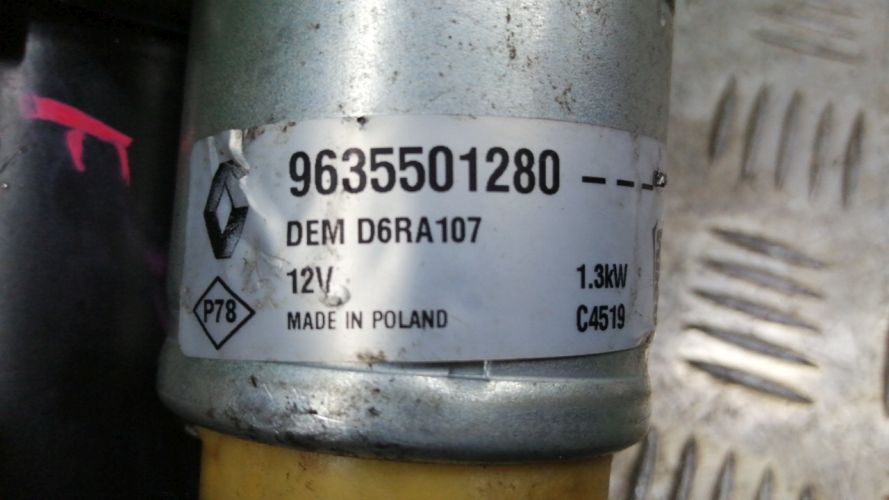 9635501280 ----
DEM D6RA107
12V 1.3kW
P78 MADE IN POLAND C4519